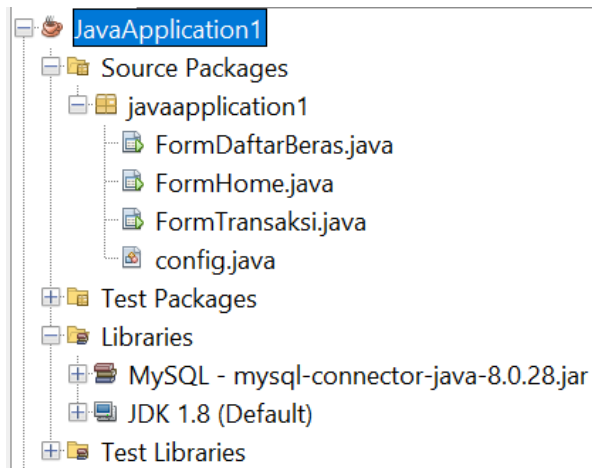 JavaApplication1
Source Packages
javaapplication1
FormDaftarBeras.java
FormHome.java
FormTransaksi.java
config.java
Test Packages
Libraries
MySQL - mysql-connector-java-8.0.28.jar
JDK 1.8 (Default)
Test Libraries